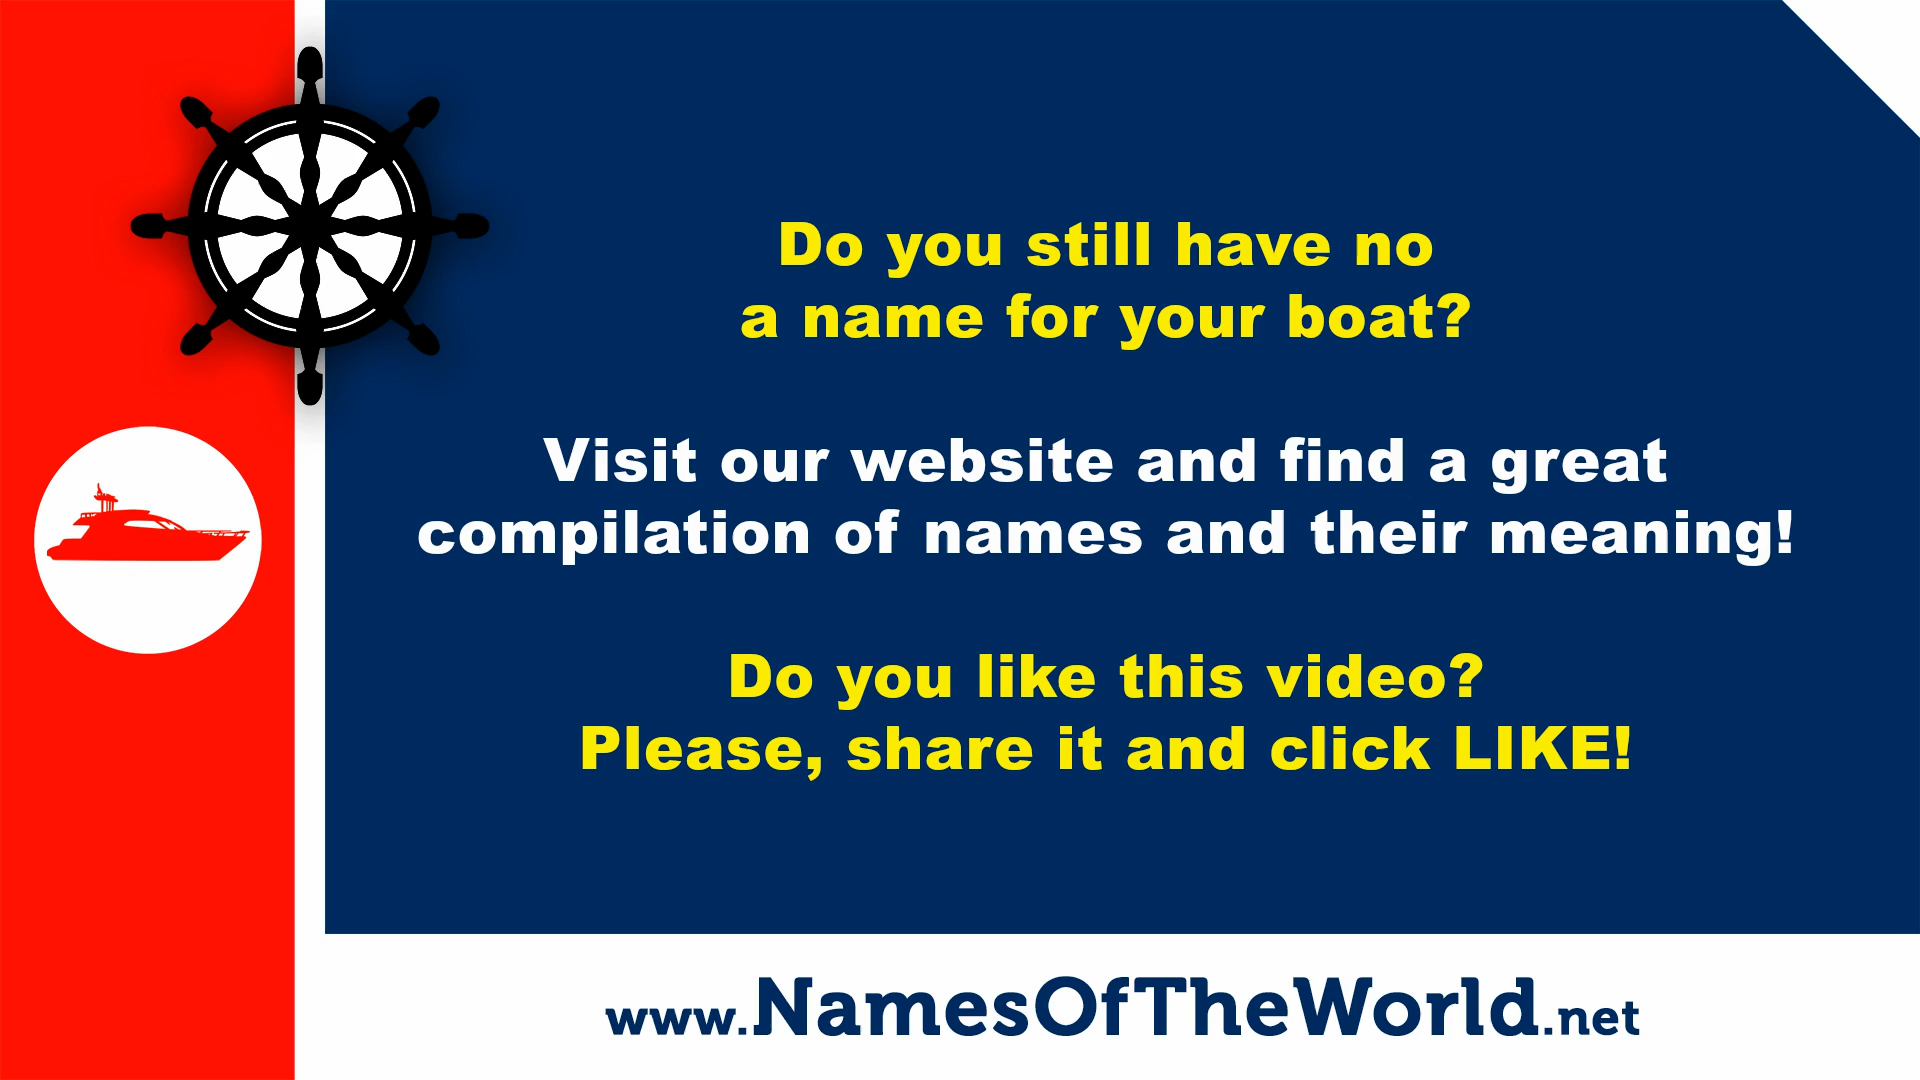 Do you still have no
a name for your boat?
Visit our website and find a great
compilation of names and their meaning!
Do you like this video?
Please, share it and click LIKE!
www.NamesOfTheWorld.net